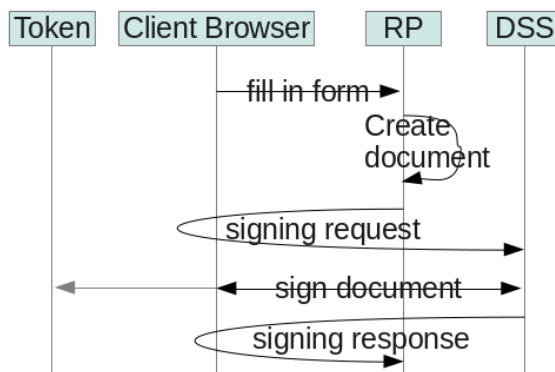 Token
Client Browser
RP
DSS
fill in form
Create
document
signing request
sign document
signing response